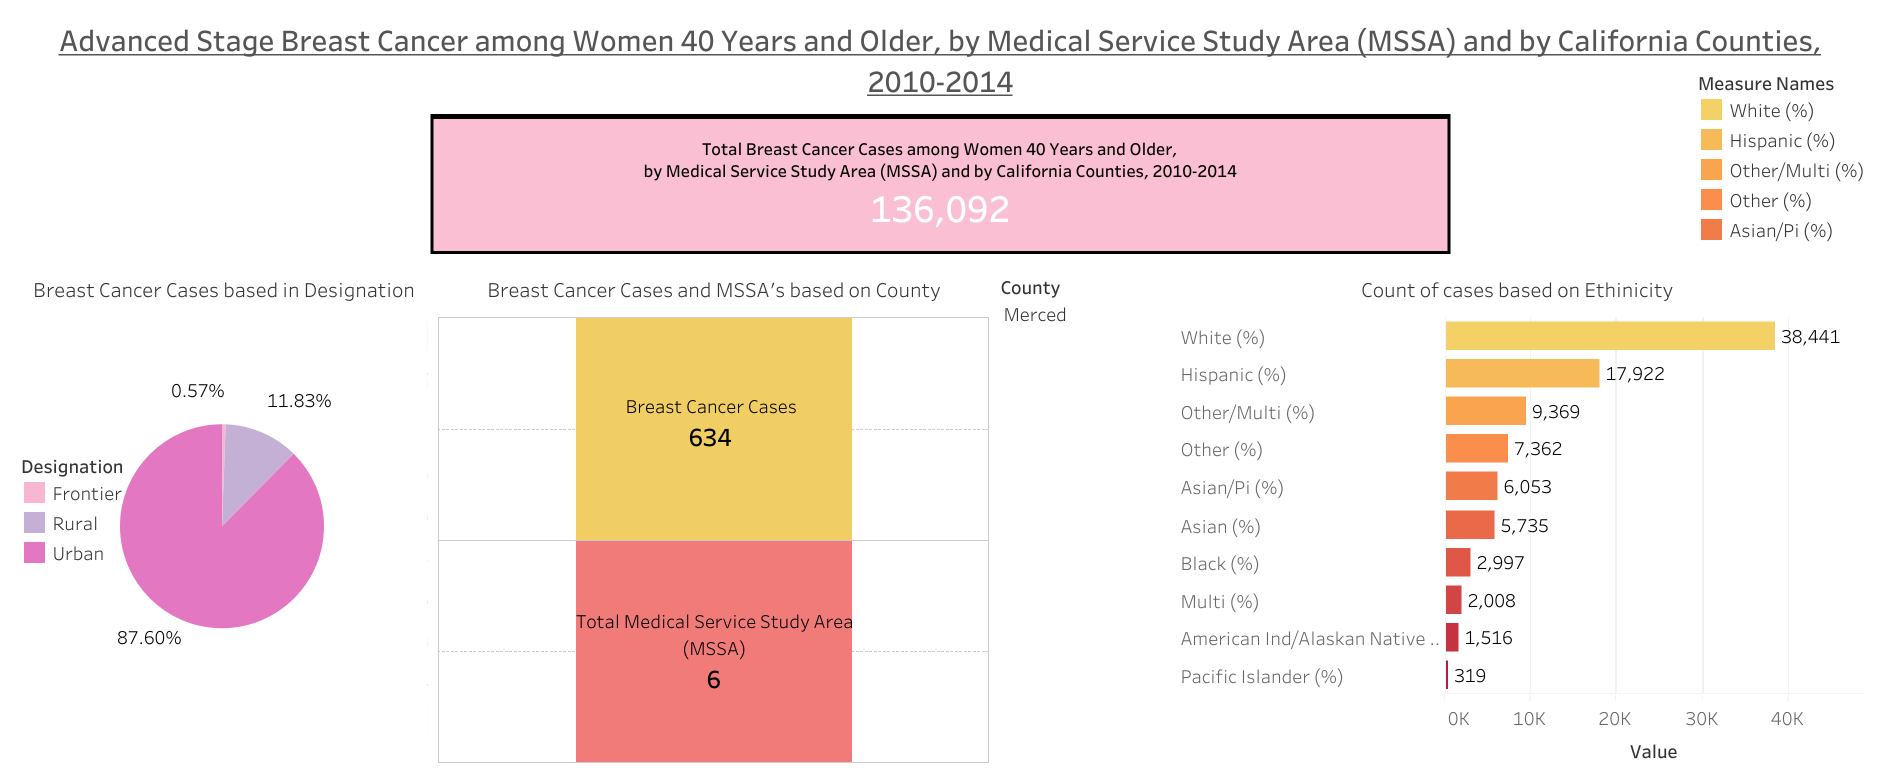 Advanced Stage Breast Cancer among Women 40 Years and Older, by Medical Service Study Area (MSSA) and by California Counties,
2010-2014
Measure Names
White (%)
Hispanic (%)
Other/Multi (%)
Other (%)
Asian/Pi (%)
Total Breast Cancer Cases among Women 40 Years and Older,
by Medical Service Study Area (MSSA) and by California Counties, 2010-2014
136,092
Breast Cancer Cases based in Designation
0.57%
11.83%
Designation
Frontier
Rural
Urban
87.60%
Breast Cancer Cases and MSSA's based on County
County
Merced
Breast Cancer Cases
634
Total Medical Service Study Area
(MSSA)
6
Count of cases based on Ethinicity
White (%) 38,441
Hispanic (%) 17,922
Other/Multi (%) 9,369
Other (%) 7,362
Asian/Pi (%) 6,053
Asian (%) 5,735
Black (%) 2,997
Multi (%) 2,008
American Ind/Alaskan Native .. 1,516
Pacific Islander (%) 319
0K 10K 20K 30K 40K
Value